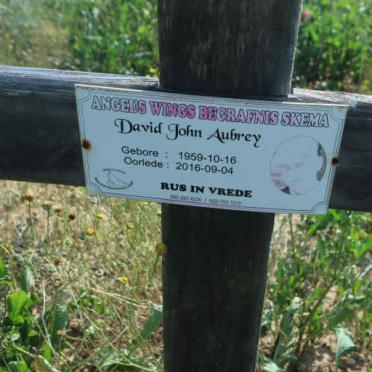 ANGELS WINGS BEGRAFNIS SKEMA
David John Aubrey
Gebore : 1959-10-16
Oorlede : 2016-09-04
RUS IN VREDE